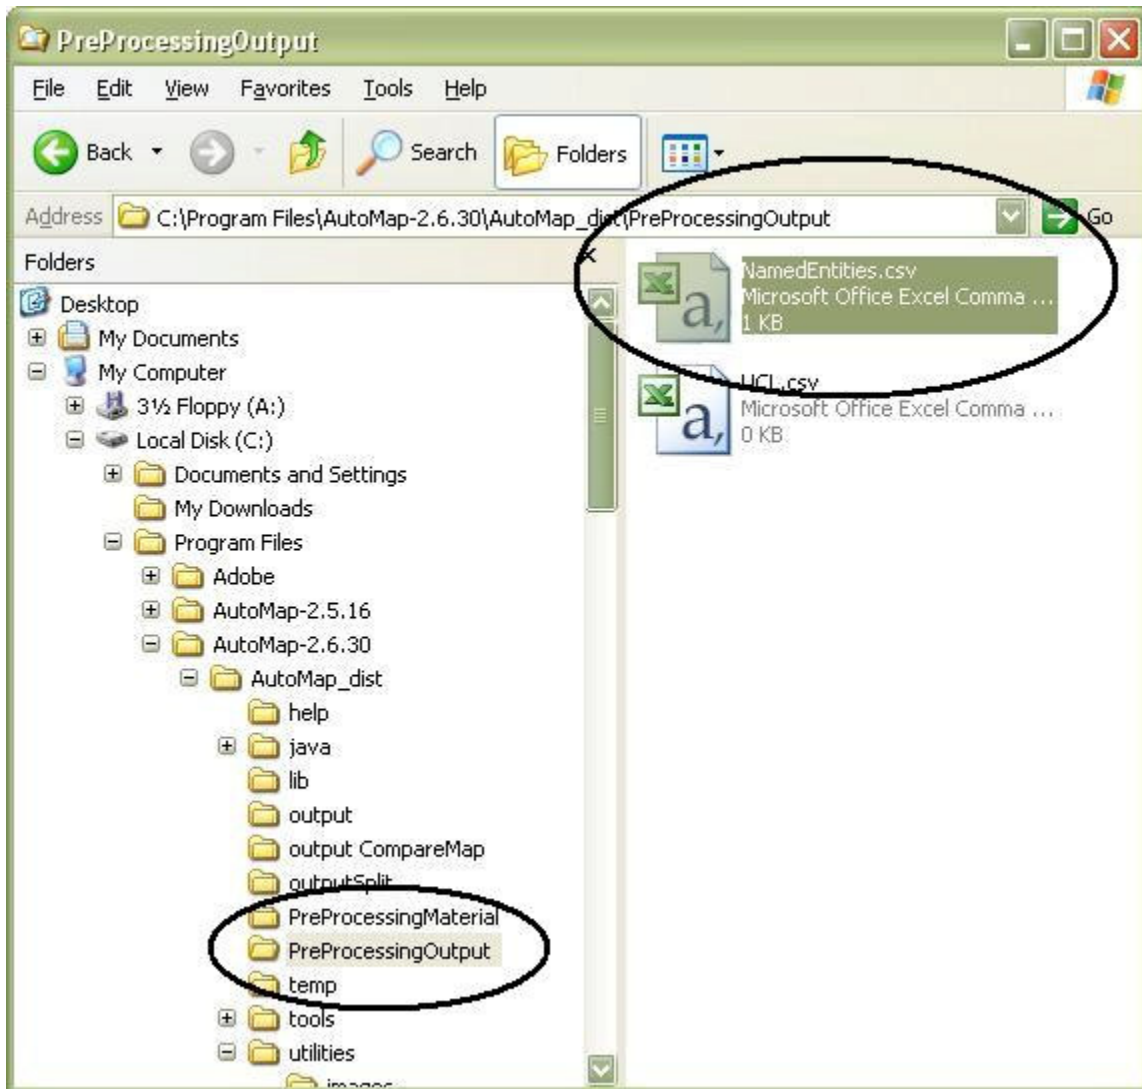 PreProcessingOutput
File Edit View Favorites Tools Help
Back Search Folders
Address C:\Program Files\AutoMap-2.6.30\AutoMap_dist\PreProcessingOutput Go
Folders
Desktop
My Documents
My Computer
3½ Floppy (A:)
Local Disk (C:)
Documents and Settings
My Downloads
Program Files
Adobe
AutoMap-2.5.16
AutoMap-2.6.30
AutoMap_dist
help
java
lib
output
output CompareMap
outputSplit
PreProcessingMaterial
PreProcessingOutput
temp
tools
utilities
images
NamedEntities.csv
Microsoft Office Excel Comma ...
1 KB
UCL.csv
Microsoft Office Excel Comma ...
0 KB